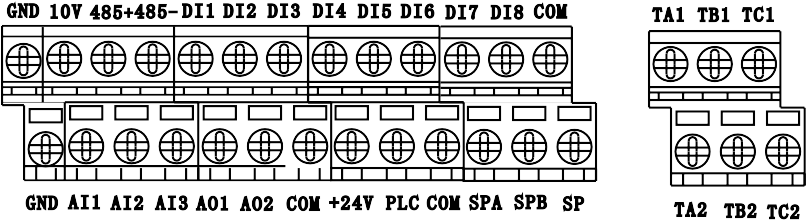 GND 10V 485+ 485- DI1 DI2 DI3 DI4 DI5 DI6 DI7 DI8 COM
TA1 TB1 TC1
GND AI1 AI2 AI3 AO1 AO2 COM +24V PLC COM SPA SPB SP
TA2 TB2 TC2